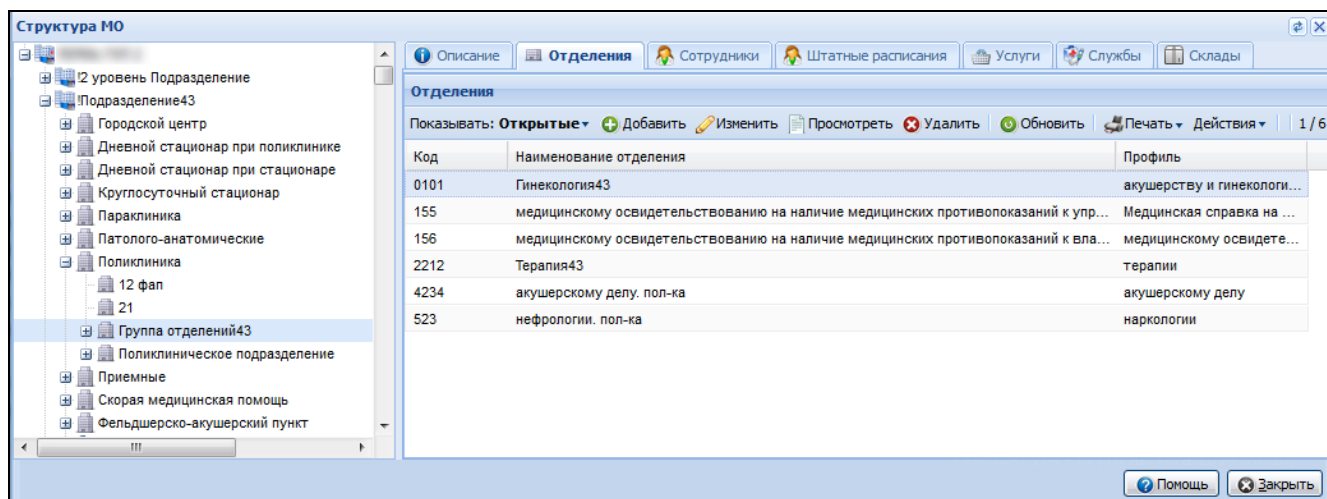 Структура МО
!2 уровень Подразделение
!Подразделение43
Городской центр
Дневной стационар при поликлинике
Дневной стационар при стационаре
Круглосуточный стационар
Параклиника
Патолого-анатомические
Поликлиника
12 фап
21
Группа отделений43
Поликлиническое подразделение
Приемные
Скорая медицинская помощь
Фельдшерско-акушерский пункт
Описание Отделения Сотрудники Штатные расписания Услуги Службы Склады
Отделения
Показывать: Открытые Добавить Изменить Просмотреть Удалить Обновить Печать Действия 1 / 6
Код Наименование отделения Профиль
0101 Гинекология43 акушерству и гинекологи...
155 медицинскому освидетельствованию на наличие медицинских противопоказаний к упр... Медцинская справка на ...
156 медицинскому освидетельствованию на наличие медицинских противопоказаний к вла... медицинскому освидете...
2212 Терапия43 терапии
4234 акушерскому делу. пол-ка акушерскому делу
523 нефрологии. пол-ка наркологии
Помощь Закрыть